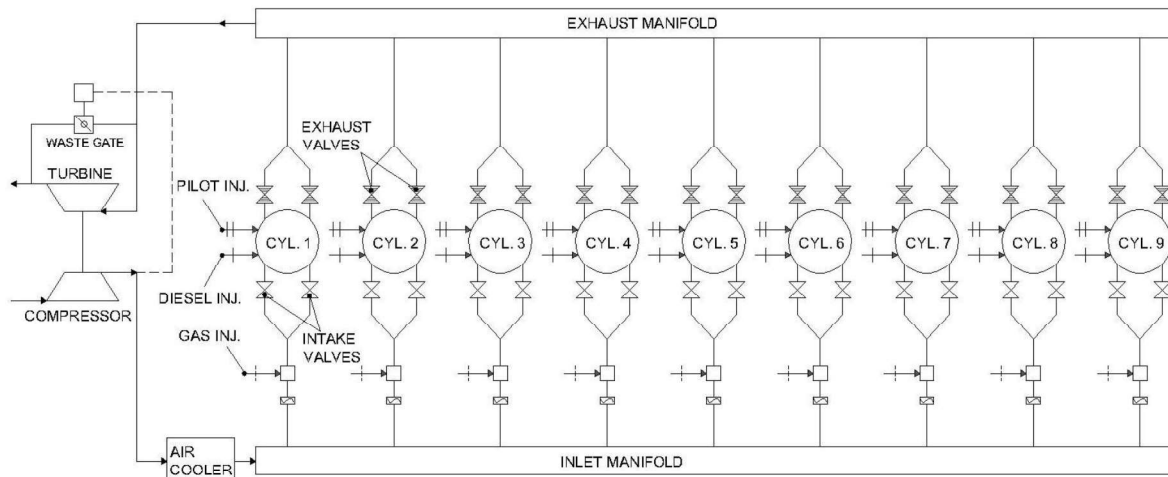 EXHAUST MANIFOLD
WASTE GATE
EXHAUST
VALVES
TURBINE
PILOT INJ.
CYL. 1
CYL. 2
CYL. 3
CYL. 4
CYL. 5
CYL. 6
CYL. 7
CYL. 8
CYL. 9
DIESEL INJ.
COMPRESSOR
GAS INJ.
INTAKE
VALVES
AIR
COOLER
INLET MANIFOLD